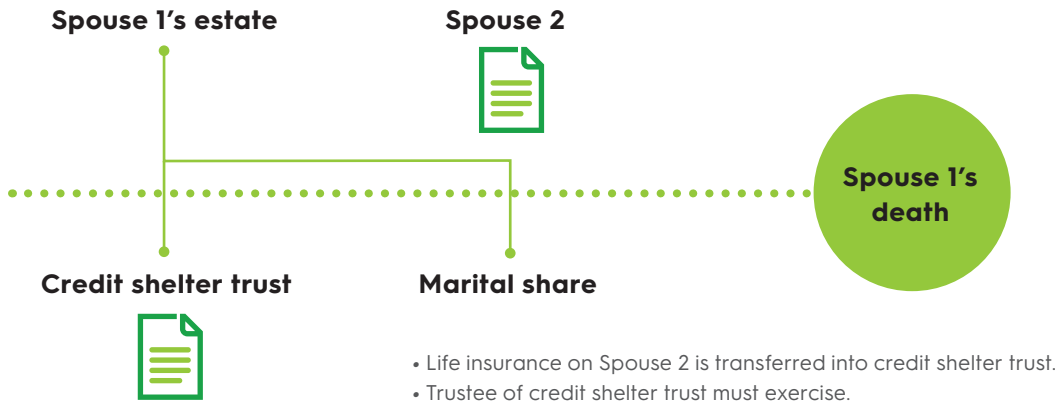 Spouse 1's estate
Spouse 2
Spouse 1's
death
Credit shelter trust
Marital share
• Life insurance on Spouse 2 is transferred into credit shelter trust.
• Trustee of credit shelter trust must exercise.